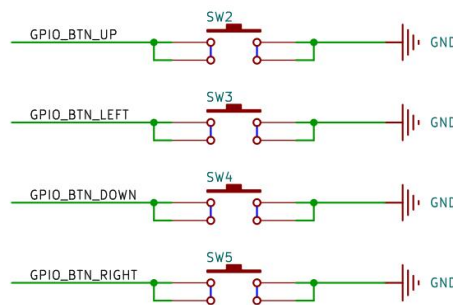 SW2
GPIO_BTN_UP GND
SW3
GPIO_BTN_LEFT GND
SW4
GPIO_BTN_DOWN GND
SW5
GPIO_BTN_RIGHT GND